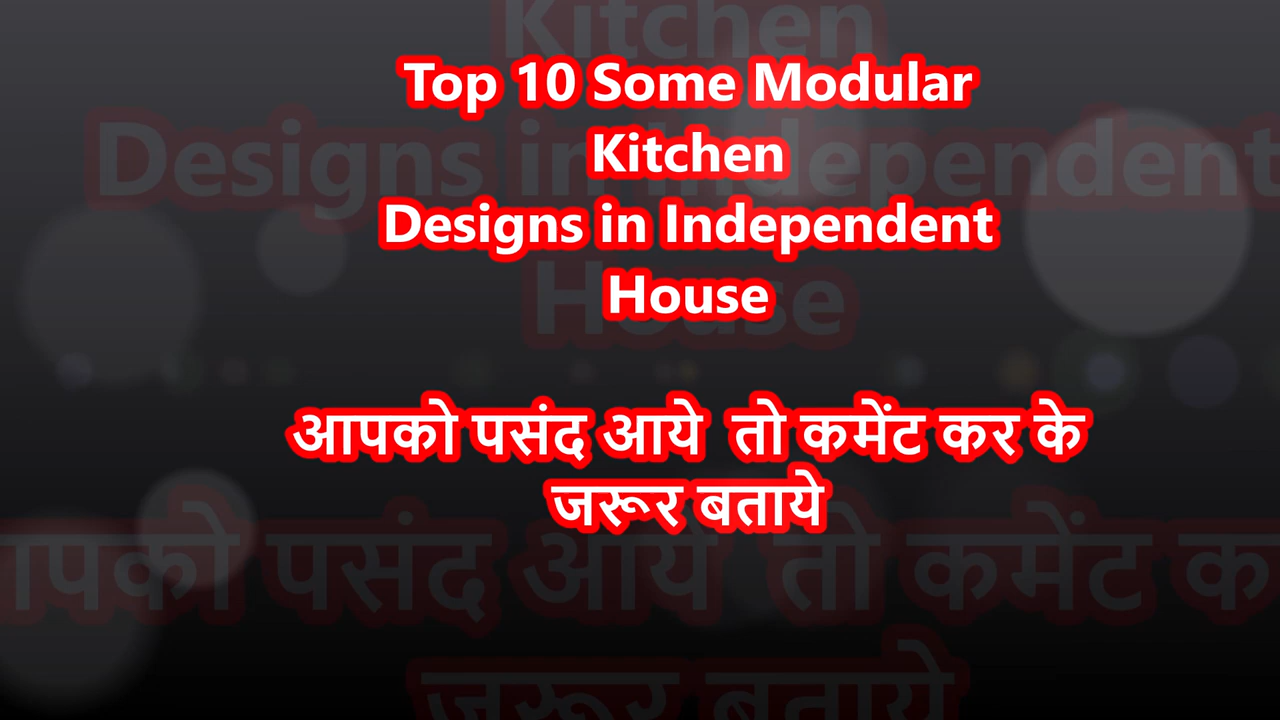 Top 10 Some Modular
Kitchen
Designs in Independent
House
आपको पसंद आये तो कमेंट कर के
जरूर बताये